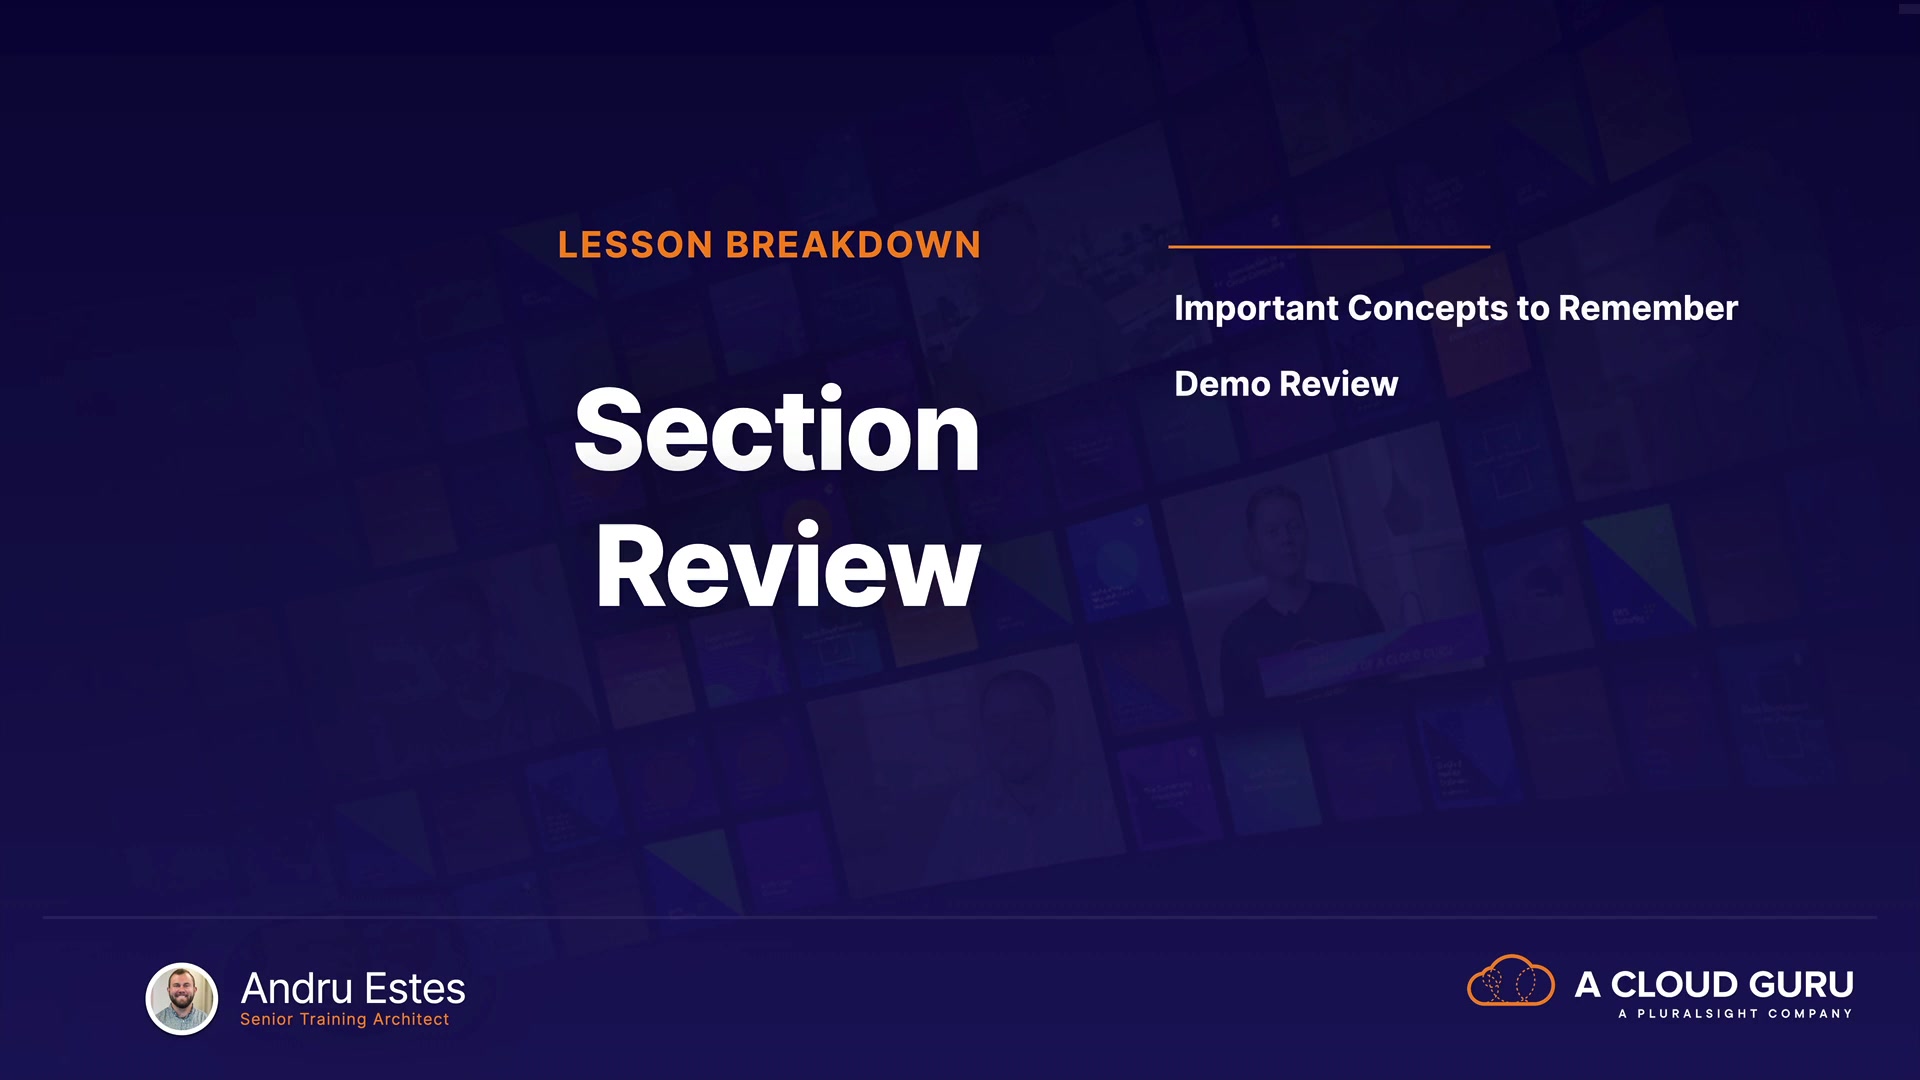 LESSON BREAKDOWN
Section
Review
Important Concepts to Remember
Demo Review
Andru Estes
Senior Training Architect
A CLOUD GURU
A PLURALSIGHT COMPANY